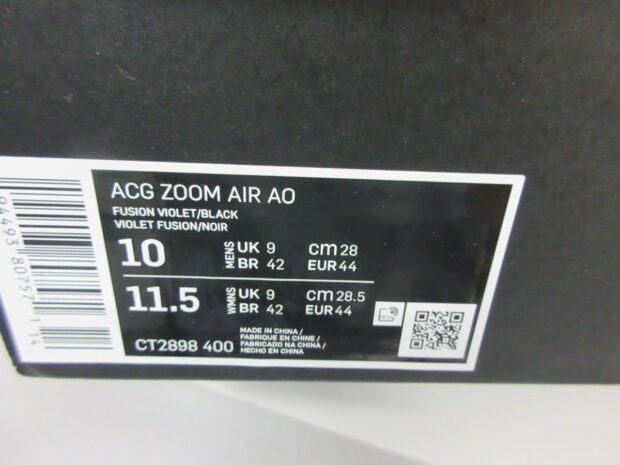 ACG ZOOM AIR AO
FUSION VIOLET/BLACK
VIOLET FUSION/NOIR
10 MENS UK 9 cm 28
BR 42 EUR 44
11.5 WMNS UK 9 cm 28.5
BR 42 EUR 44
CT2898 400
MADE IN CHINA /
FABRIQUE EN CHINE /
FABRICADO NA CHINA /
HECHO EN CHINA